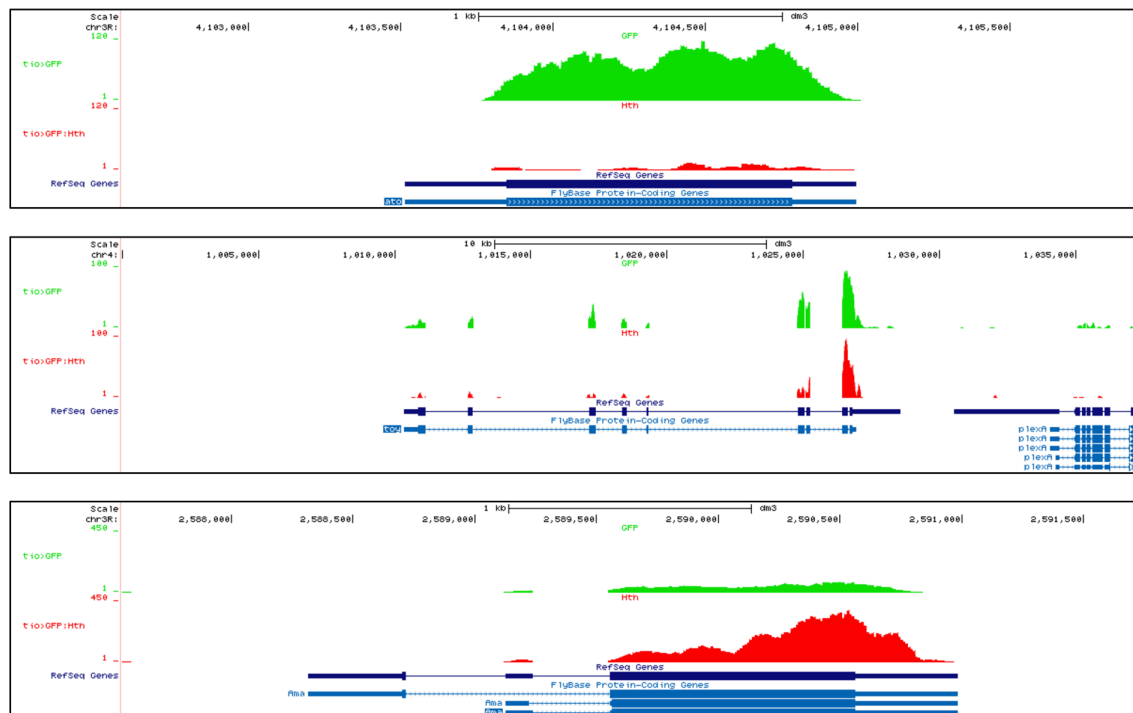 Scale 1 kb dm3
chr3R: 4,103,000 4,103,500 4,104,000 4,104,500 4,105,000 4,105,500
120 GFP
tio>GFP
1
120 Hth
tio>GFP;Hth
1
RefSeq Genes
RefSeq Genes
FlyBase Protein-Coding Genes
ato
Scale 10 kb dm3
chr4: 1,005,000 1,010,000 1,015,000 1,020,000 1,025,000 1,030,000 1,035,000
100 GFP
tio>GFP
1
100 Hth
tio>GFP;Hth
1
RefSeq Genes
RefSeq Genes
FlyBase Protein-Coding Genes
toy plexA
plexA
plexA
plexA
Scale 1 kb dm3
chr3R: 2,588,000 2,588,500 2,589,000 2,589,500 2,590,000 2,590,500 2,591,000 2,591,500
450 GFP
tio>GFP
1
450 Hth
tio>GFP;Hth
1
RefSeq Genes
RefSeq Genes
FlyBase Protein-Coding Genes
Ama
Ama
Ama